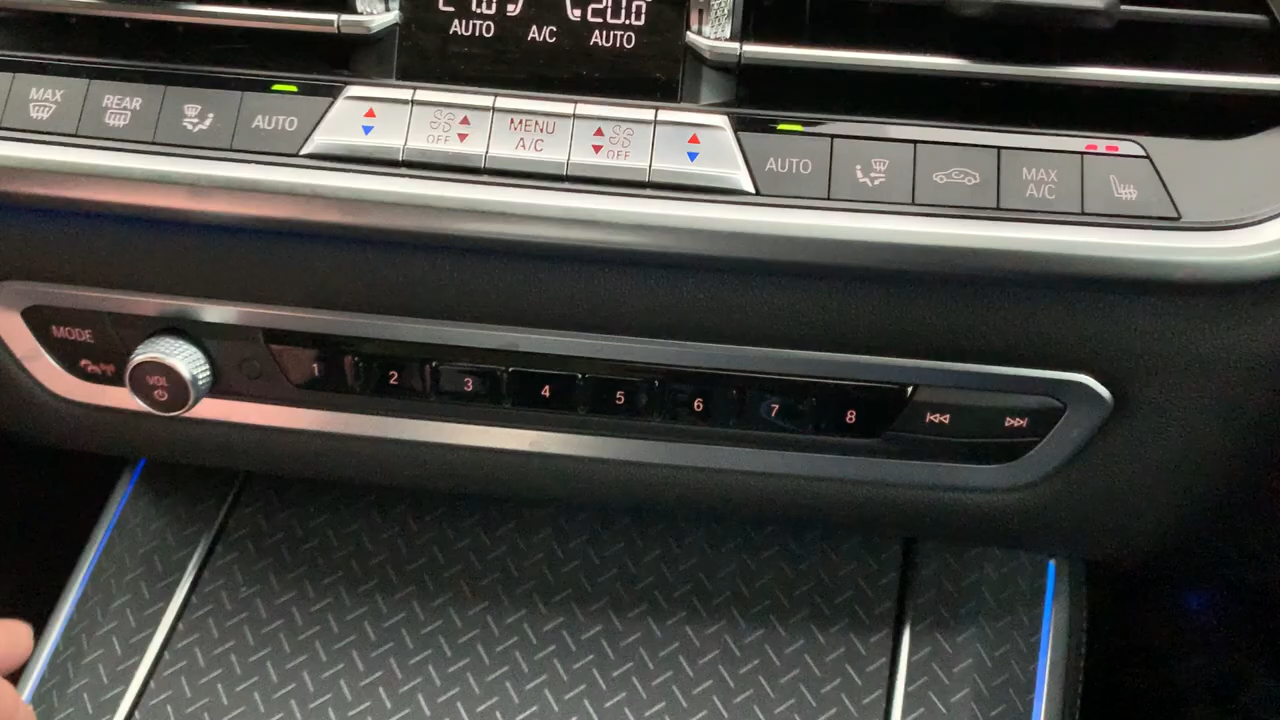 20.0
AUTO
A/C
AUTO
MAX
REAR
AUTO
OFF
MENU
A/C
OFF
AUTO
MAX
A/C
MODE
VOL
1
2
3
4
5
6
7
8